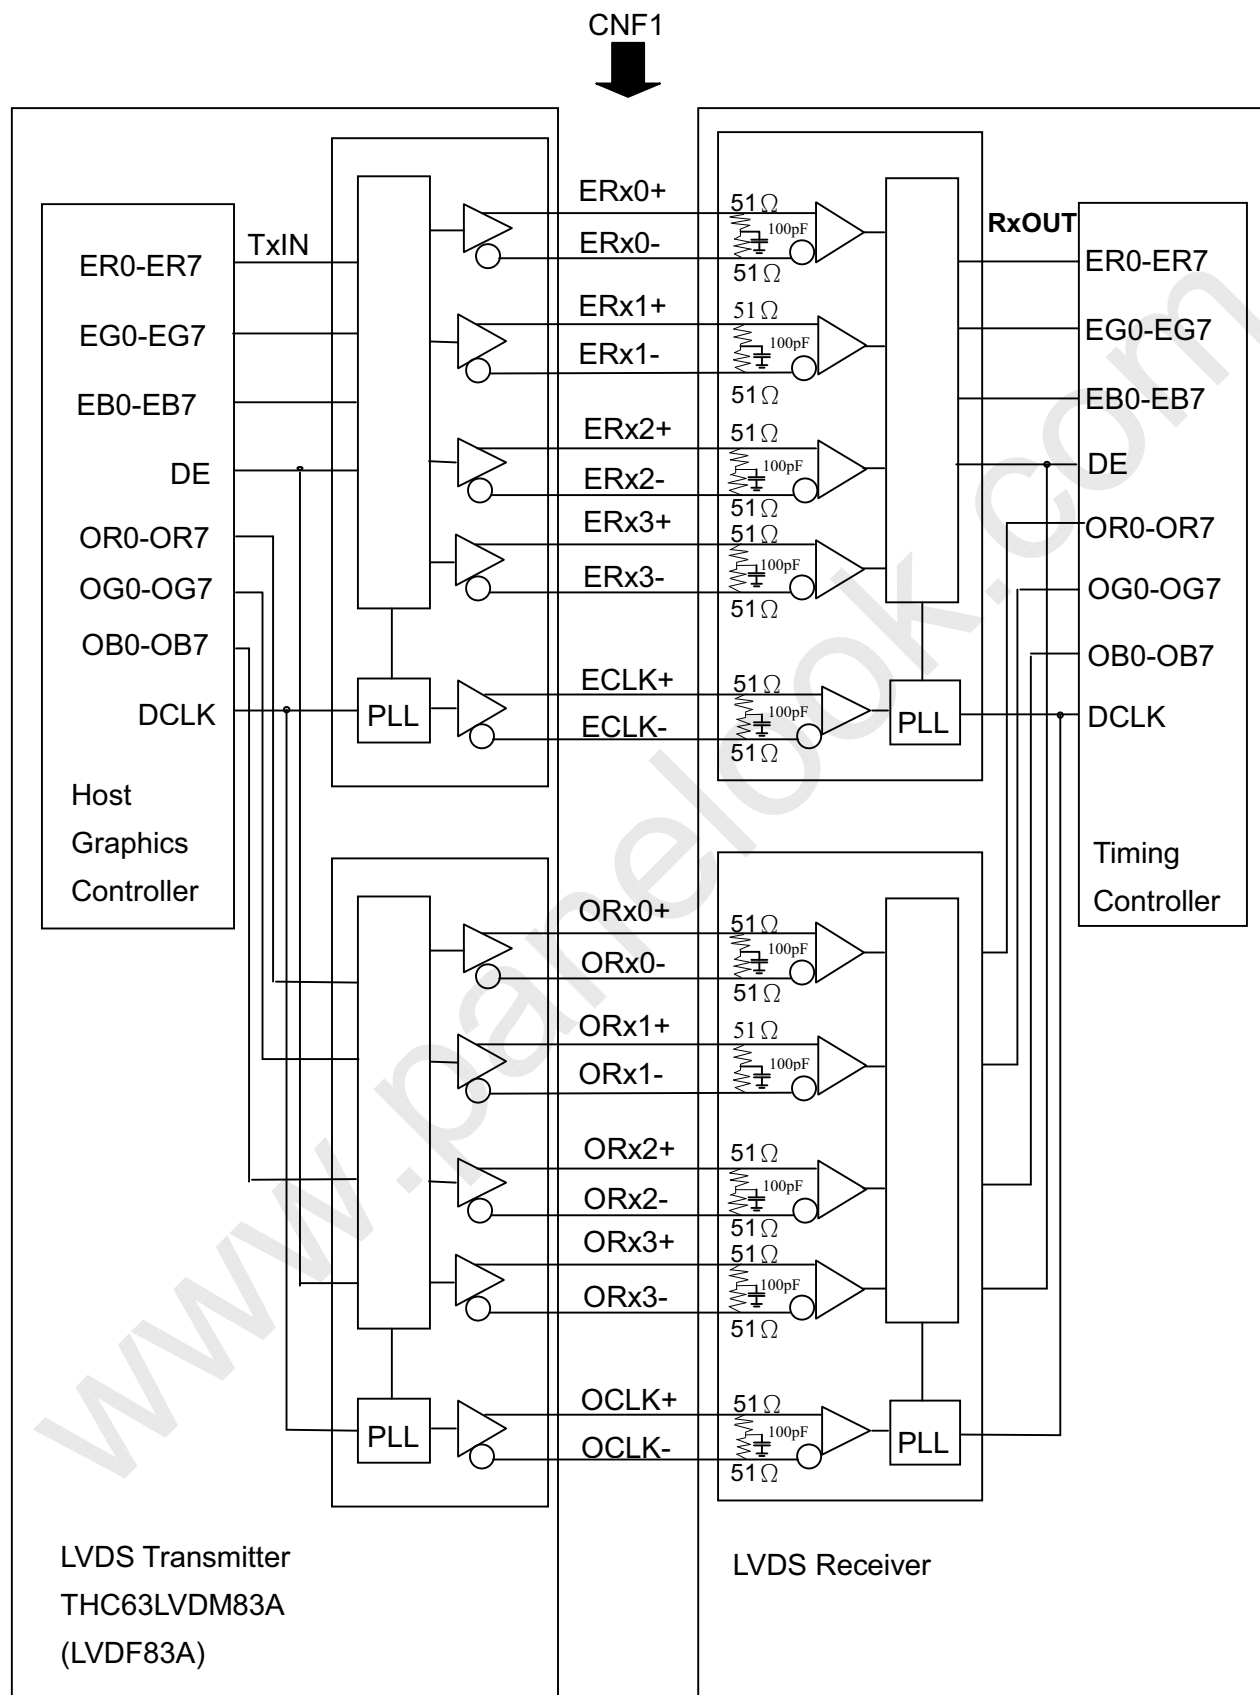 CNF1
TxIN
ER0-ER7
EG0-EG7
EB0-EB7
DE
OR0-OR7
OG0-OG7
OB0-OB7
DCLK
Host
Graphics
Controller
PLL
ERx0+
ERx0-
ERx1+
ERx1-
ERx2+
ERx2-
ERx3+
ERx3-
ECLK+
ECLK-
51Ω
100pF
51Ω
51Ω
100pF
51Ω
51Ω
100pF
51Ω
51Ω
100pF
51Ω
51Ω
100pF
51Ω
PLL
RxOUT
ER0-ER7
EG0-EG7
EB0-EB7
DE
OR0-OR7
OG0-OG7
OB0-OB7
DCLK
Timing
Controller
PLL
ORx0+
ORx0-
ORx1+
ORx1-
ORx2+
ORx2-
ORx3+
ORx3-
OCLK+
OCLK-
51Ω
100pF
51Ω
51Ω
100pF
51Ω
51Ω
100pF
51Ω
51Ω
100pF
51Ω
51Ω
100pF
51Ω
PLL
LVDS Transmitter
THC63LVDM83A
(LVDF83A)
LVDS Receiver
www.panelook.com